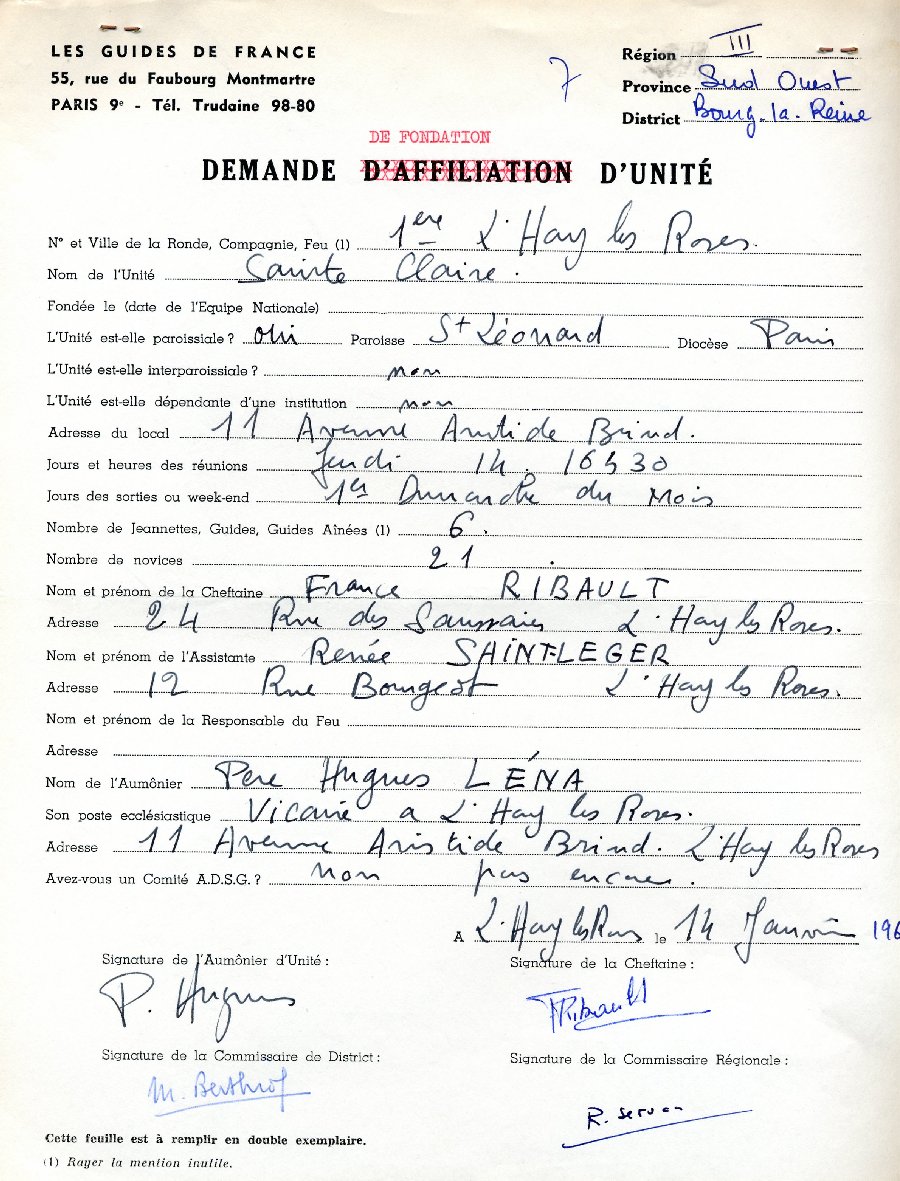 LES GUIDES DE FRANCE
55, rue du Faubourg Montmartre
PARIS 9e - Tél. Trudaine 98-80
7
Région III
Province Sud Ouest
District Bourg-la-Reine
DE FONDATION
DEMANDE D'AFFILIATION D'UNITÉ
N° et Ville de la Ronde, Compagnie, Feu (1) 1ère L'Hay les Roses.
Nom de l'Unité Sainte Claire.
Fondée le (date de l'Equipe Nationale)
L'Unité est-elle paroissiale ? oui Paroisse St Léonard Diocèse Paris
L'Unité est-elle interparoissiale ? non
L'Unité est-elle dépendante d'une institution non
Adresse du local 11 Avenue Aristide Briand.
Jours et heures des réunions Jeudi 14. 16h30
Jours des sorties ou week-end 1er Dimanche du Mois
Nombre de Jeannettes, Guides, Guides Aînées (1) 6.
Nombre de novices 21
Nom et prénom de la Cheftaine France RIBAULT
Adresse 24 Rue des L'Hay les Roses.
Nom et prénom de l'Assistante Renée SAINT-LEGER
Adresse 12 Rue Bourgeot L'Hay les Roses.
Nom et prénom de la Responsable du Feu
Adresse
Nom de l'Aumônier Père Hugues LÉNA
Son poste ecclésiastique Vicaire a L'Hay les Roses.
Adresse 11 Avenue Aristide Briand. L'Hay les Roses
Avez-vous un Comité A.D.S.G. ? non pas encore.
A L'Hay les Roses le 14 Janvier 196
Signature de l'Aumônier d'Unité :
Signature de la Cheftaine :
P. Hugues
FRibault
Signature de la Commissaire de District :
Signature de la Commissaire Régionale :
M.
R.
Cette feuille est à remplir en double exemplaire.
(1) Rayer la mention inutile.